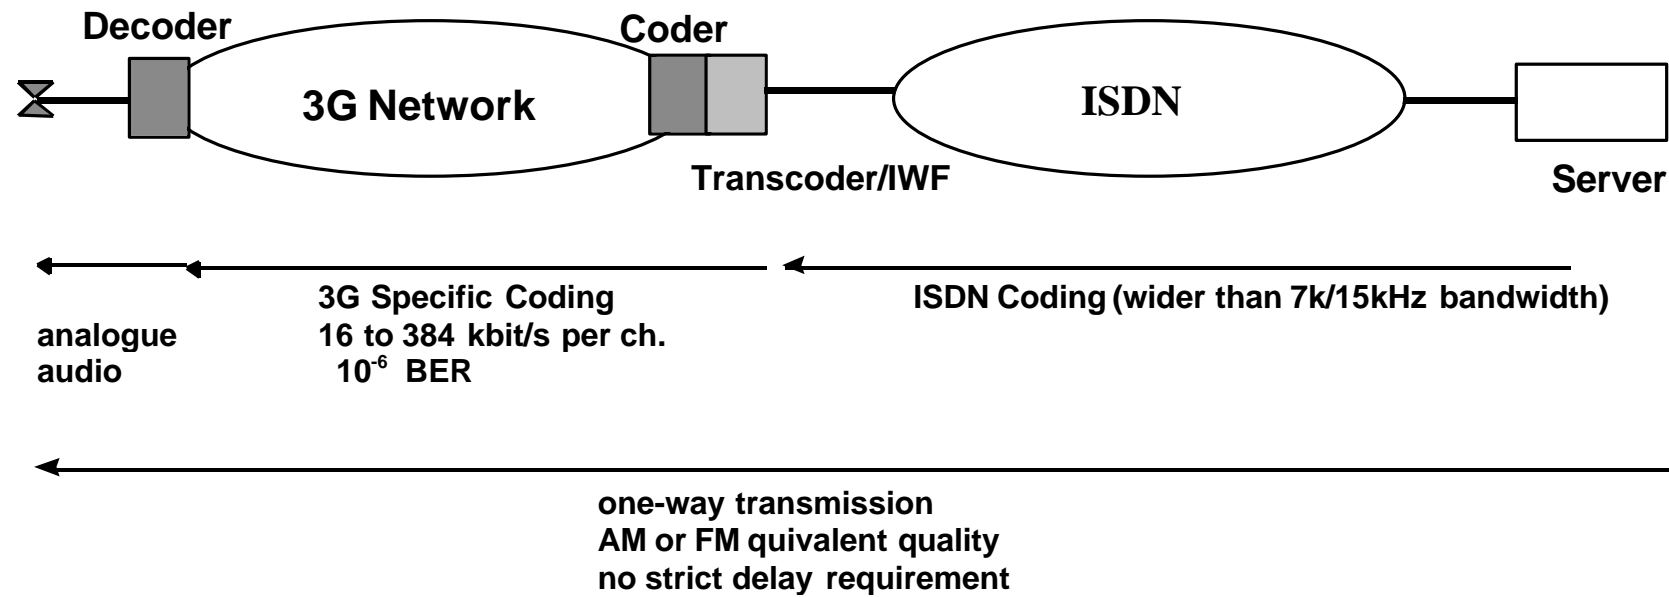 Decoder
Coder
3G Network
ISDN
Transcoder/IWF
Server
3G Specific Coding
ISDN Coding (wider than 7k/15kHz bandwidth)
analogue
16 to 384 kbit/s per ch.
audio
10⁻⁶ BER
one-way transmission
AM or FM quivalent quality
no strict delay requirement